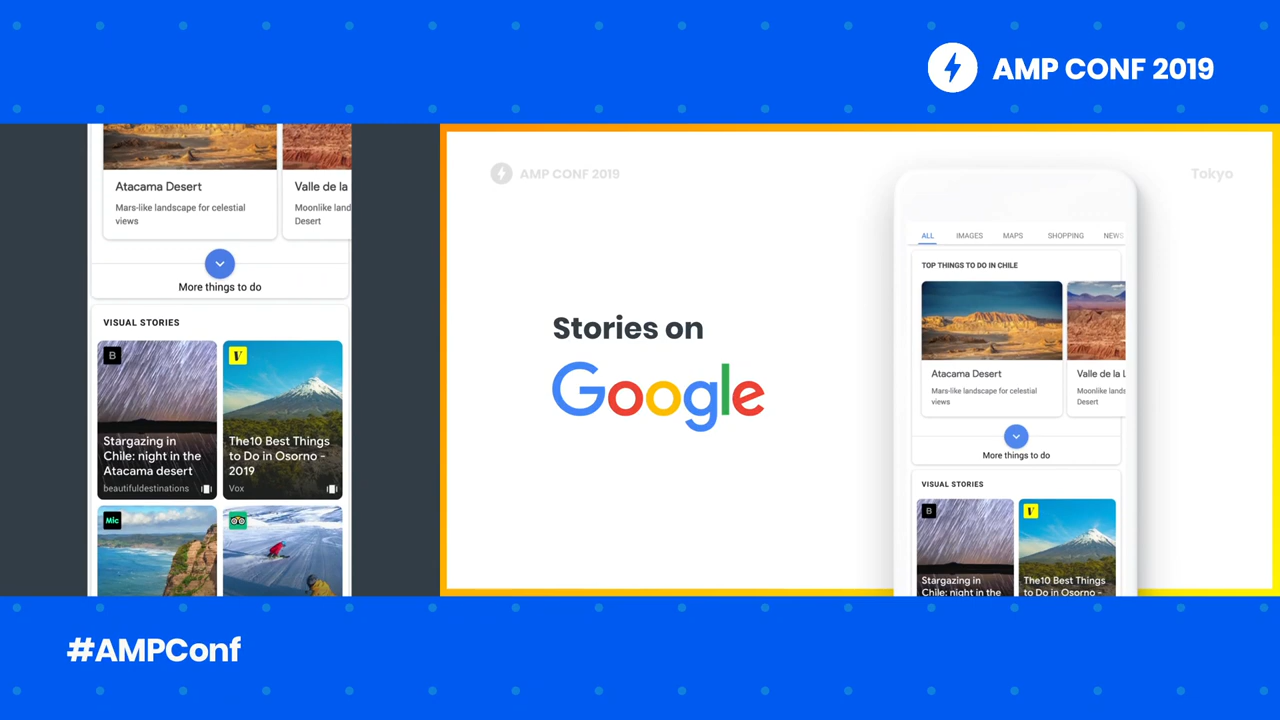 AMP CONF 2019
Atacama Desert
Mars-like landscape for celestial
views
Valle de la
Moonlike land
Desert
More things to do
VISUAL STORIES
B
Stargazing in
Chile: night in the
Atacama desert
beautifuldestinations
V
The10 Best Things
to Do in Osorno -
2019
Vox
Mic
AMP CONF 2019
Tokyo
Stories on
Google
ALL IMAGES MAPS SHOPPING NEWS
TOP THINGS TO DO IN CHILE
Atacama Desert
Mars-like landscape for celestial
views
Valle de la L
Moonlike lands
Desert
More things to do
VISUAL STORIES
B
Stargazing in
Chile: night in the
V
The10 Best Things
to Do in Osorno -
#AMPConf